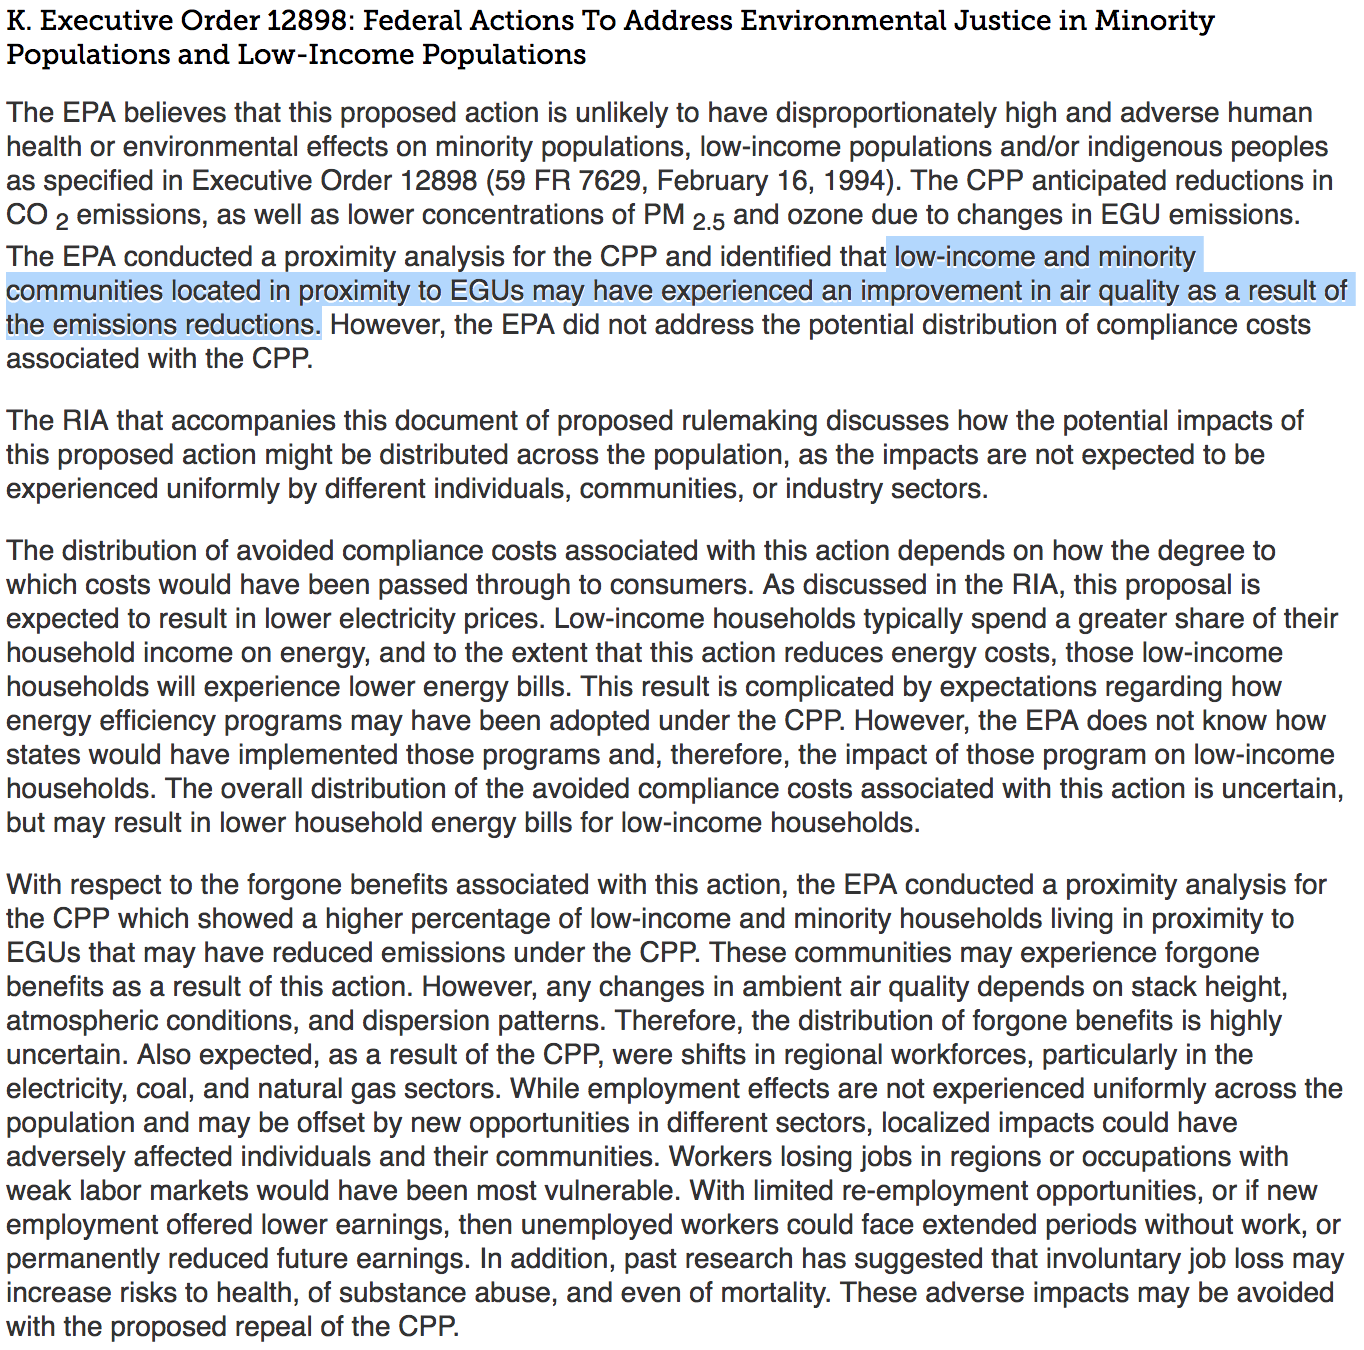 K. Executive Order 12898: Federal Actions To Address Environmental Justice in Minority
Populations and Low-Income Populations
The EPA believes that this proposed action is unlikely to have disproportionately high and adverse human
health or environmental effects on minority populations, low-income populations and/or indigenous peoples
as specified in Executive Order 12898 (59 FR 7629, February 16, 1994). The CPP anticipated reductions in
CO 2 emissions, as well as lower concentrations of PM 2.5 and ozone due to changes in EGU emissions.
The EPA conducted a proximity analysis for the CPP and identified that low-income and minority
communities located in proximity to EGUs may have experienced an improvement in air quality as a result of
the emissions reductions. However, the EPA did not address the potential distribution of compliance costs
associated with the CPP.
The RIA that accompanies this document of proposed rulemaking discusses how the potential impacts of
this proposed action might be distributed across the population, as the impacts are not expected to be
experienced uniformly by different individuals, communities, or industry sectors.
The distribution of avoided compliance costs associated with this action depends on how the degree to
which costs would have been passed through to consumers. As discussed in the RIA, this proposal is
expected to result in lower electricity prices. Low-income households typically spend a greater share of their
household income on energy, and to the extent that this action reduces energy costs, those low-income
households will experience lower energy bills. This result is complicated by expectations regarding how
energy efficiency programs may have been adopted under the CPP. However, the EPA does not know how
states would have implemented those programs and, therefore, the impact of those program on low-income
households. The overall distribution of the avoided compliance costs associated with this action is uncertain,
but may result in lower household energy bills for low-income households.
With respect to the forgone benefits associated with this action, the EPA conducted a proximity analysis for
the CPP which showed a higher percentage of low-income and minority households living in proximity to
EGUs that may have reduced emissions under the CPP. These communities may experience forgone
benefits as a result of this action. However, any changes in ambient air quality depends on stack height,
atmospheric conditions, and dispersion patterns. Therefore, the distribution of forgone benefits is highly
uncertain. Also expected, as a result of the CPP, were shifts in regional workforces, particularly in the
electricity, coal, and natural gas sectors. While employment effects are not experienced uniformly across the
population and may be offset by new opportunities in different sectors, localized impacts could have
adversely affected individuals and their communities. Workers losing jobs in regions or occupations with
weak labor markets would have been most vulnerable. With limited re-employment opportunities, or if new
employment offered lower earnings, then unemployed workers could face extended periods without work, or
permanently reduced future earnings. In addition, past research has suggested that involuntary job loss may
increase risks to health, of substance abuse, and even of mortality. These adverse impacts may be avoided
with the proposed repeal of the CPP.